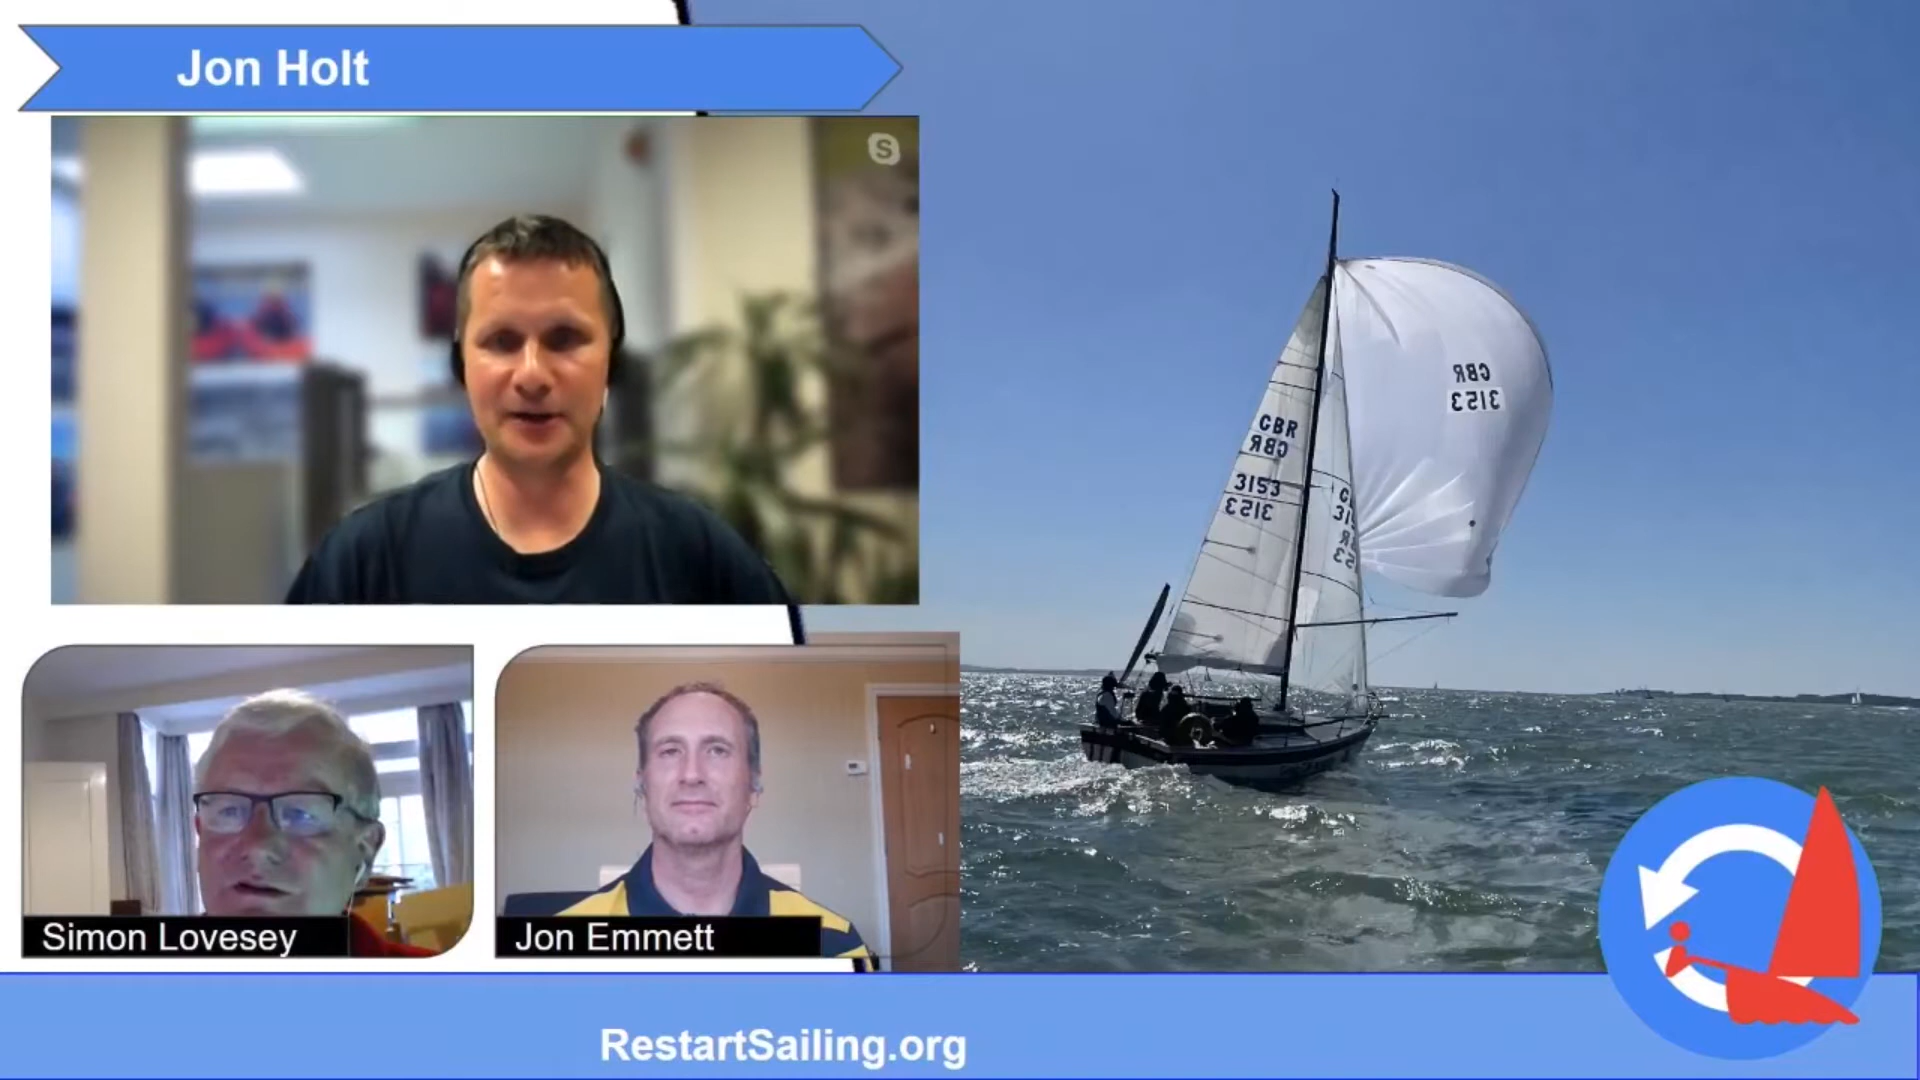 Jon Holt
S
GBR
3153
GBR
GBR
3153
3153
Simon Lovesey
Jon Emmett
RestartSailing.org